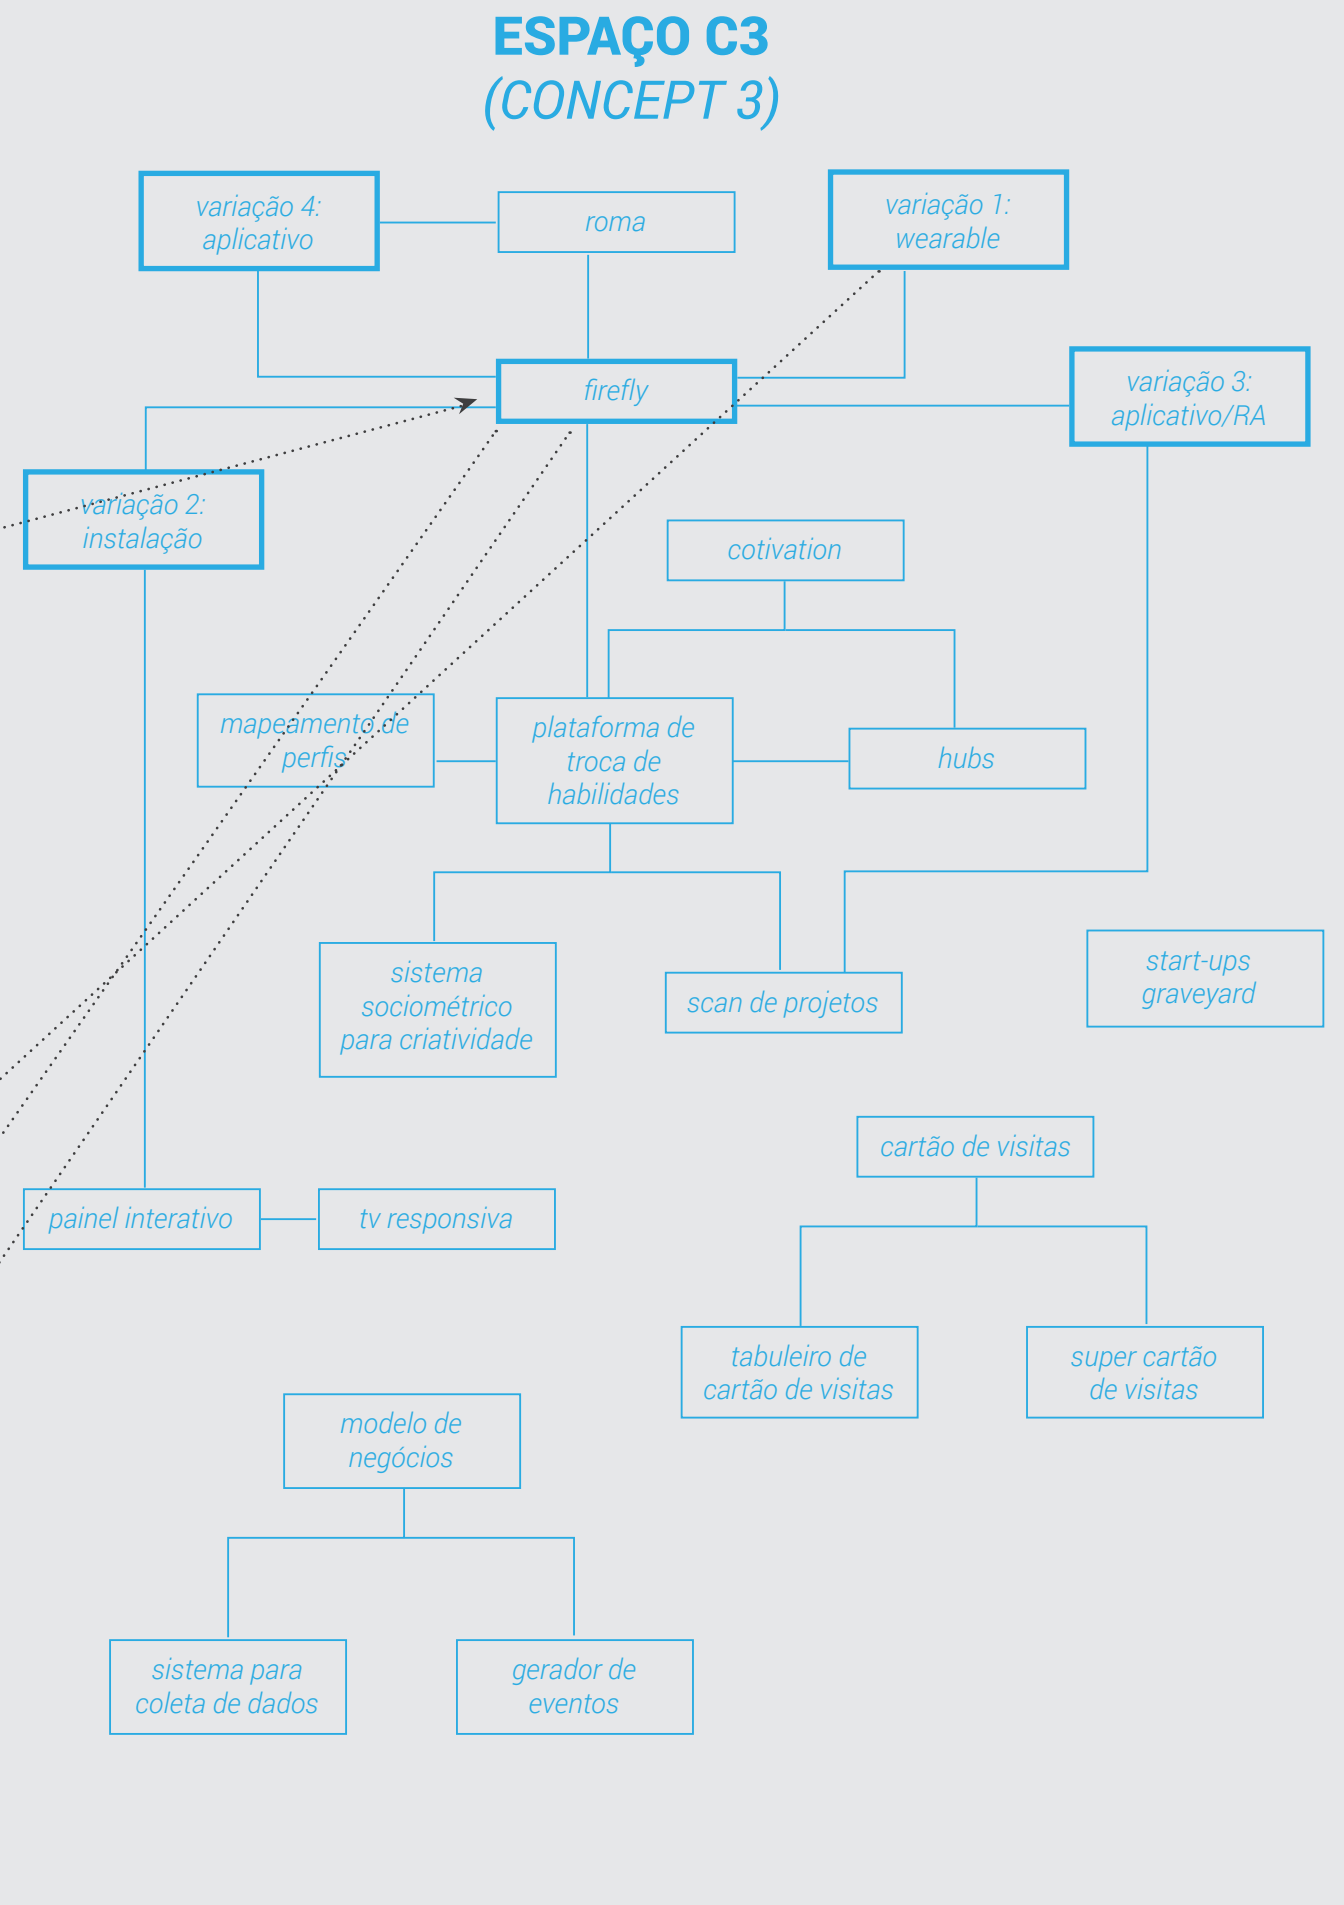 ESPAÇO C3
(CONCEPT 3)
variação 4:
aplicativo
roma
variação 1:
wearable
firefly
variação 3:
aplicativo/RA
variação 2:
instalação
cotivation
mapeamento de
perfis
plataforma de
troca de
habilidades
hubs
sistema
sociométrico
para criatividade
scan de projetos
start-ups
graveyard
cartão de visitas
painel interativo
tv responsiva
tabuleiro de
cartão de visitas
super cartão
de visitas
modelo de
negócios
sistema para
coleta de dados
gerador de
eventos